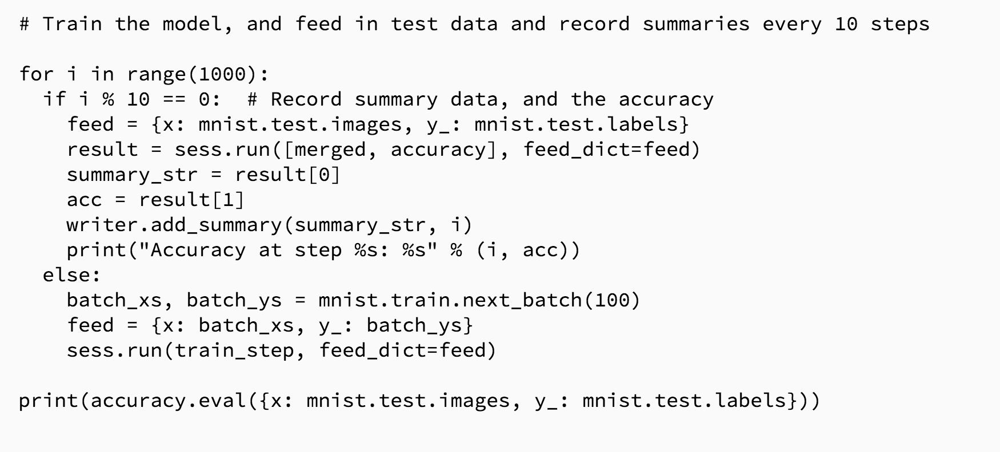 # Train the model, and feed in test data and record summaries every 10 steps
for i in range(1000):
  if i % 10 == 0:  # Record summary data, and the accuracy
    feed = {x: mnist.test.images, y_: mnist.test.labels}
    result = sess.run([merged, accuracy], feed_dict=feed)
    summary_str = result[0]
    acc = result[1]
    writer.add_summary(summary_str, i)
    print("Accuracy at step %s: %s" % (i, acc))
  else:
    batch_xs, batch_ys = mnist.train.next_batch(100)
    feed = {x: batch_xs, y_: batch_ys}
    sess.run(train_step, feed_dict=feed)
print(accuracy.eval({x: mnist.test.images, y_: mnist.test.labels}))